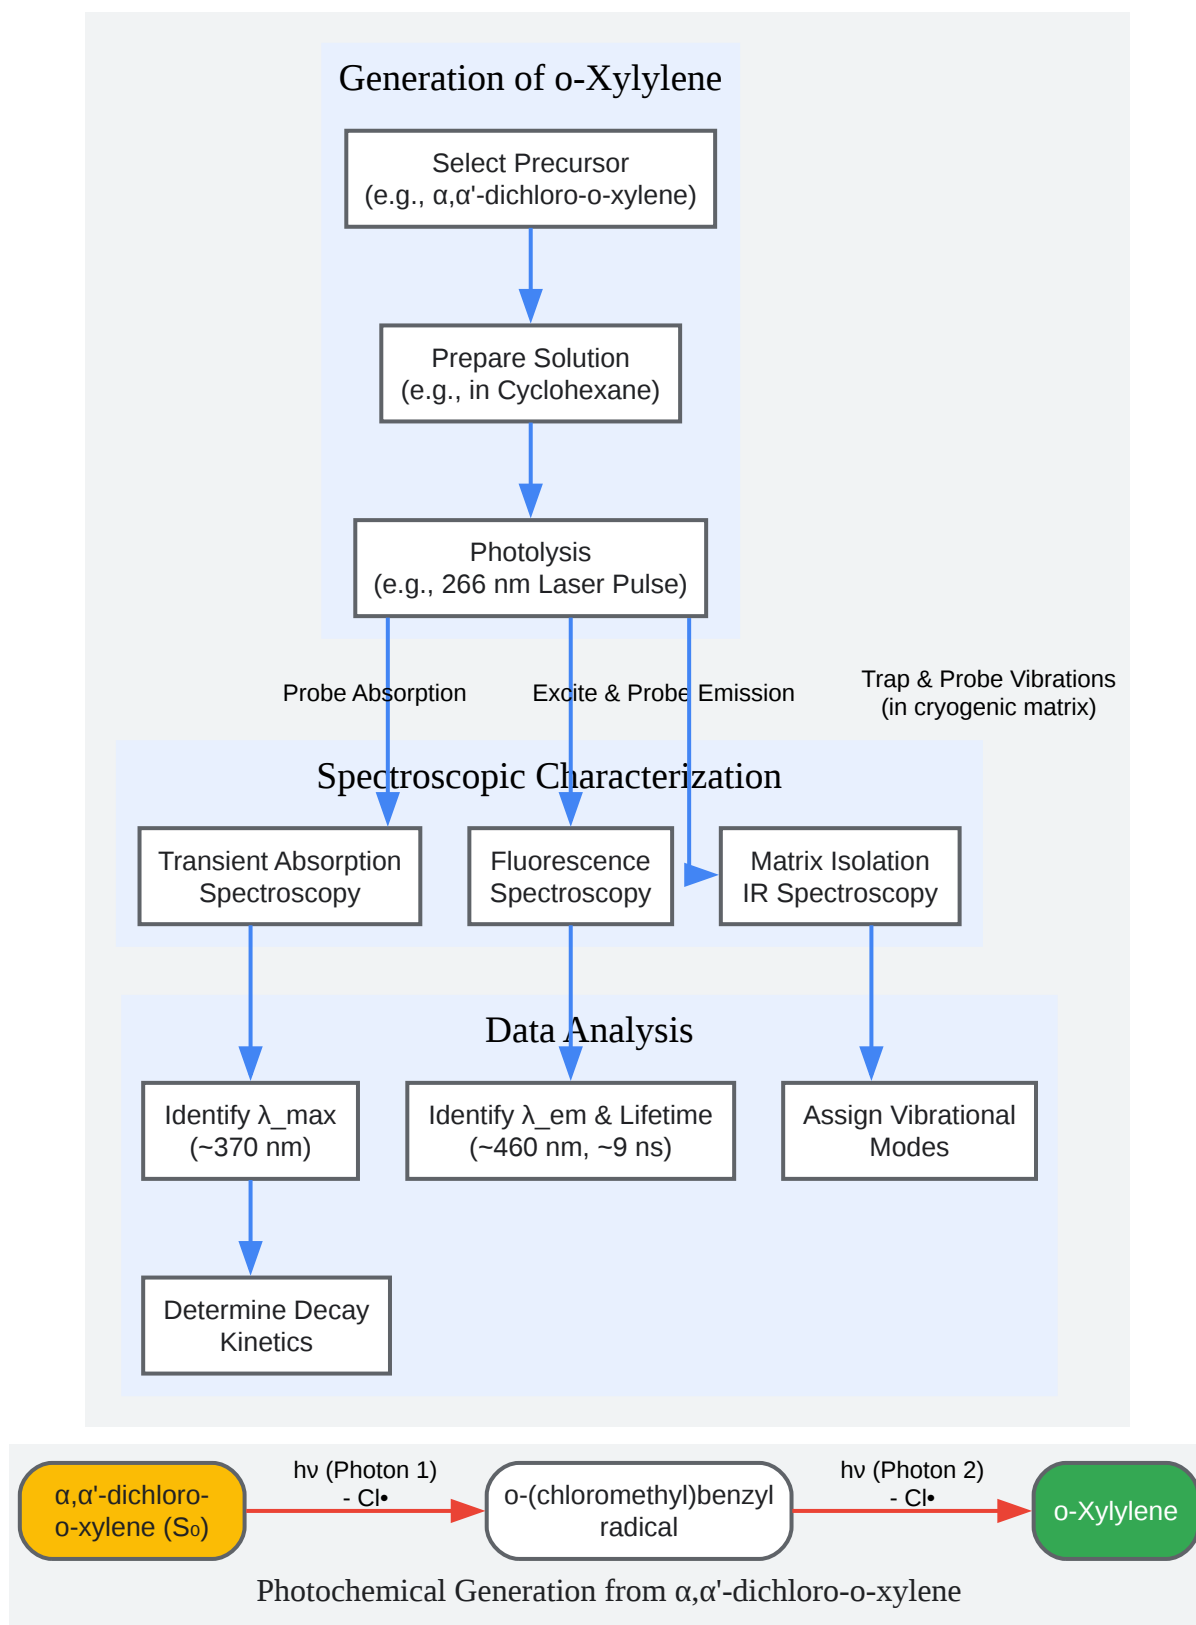 Generation of o-Xylylene
Select Precursor
(e.g., α,α'-dichloro-o-xylene)
Prepare Solution
(e.g., in Cyclohexane)
Photolysis
(e.g., 266 nm Laser Pulse)
Probe Absorption
Excite & Probe Emission
Trap & Probe Vibrations
(in cryogenic matrix)
Spectroscopic Characterization
Transient Absorption
Spectroscopy
Fluorescence
Spectroscopy
Matrix Isolation
IR Spectroscopy
Data Analysis
Identify λ_max
(~370 nm)
Identify λ_em & Lifetime
(~460 nm, ~9 ns)
Assign Vibrational
Modes
Determine Decay
Kinetics
α,α'-dichloro-
o-xylene (S₀)
hν (Photon 1)
- Cl•
o-(chloromethyl)benzyl
radical
hν (Photon 2)
- Cl•
o-Xylylene
Photochemical Generation from α,α'-dichloro-o-xylene